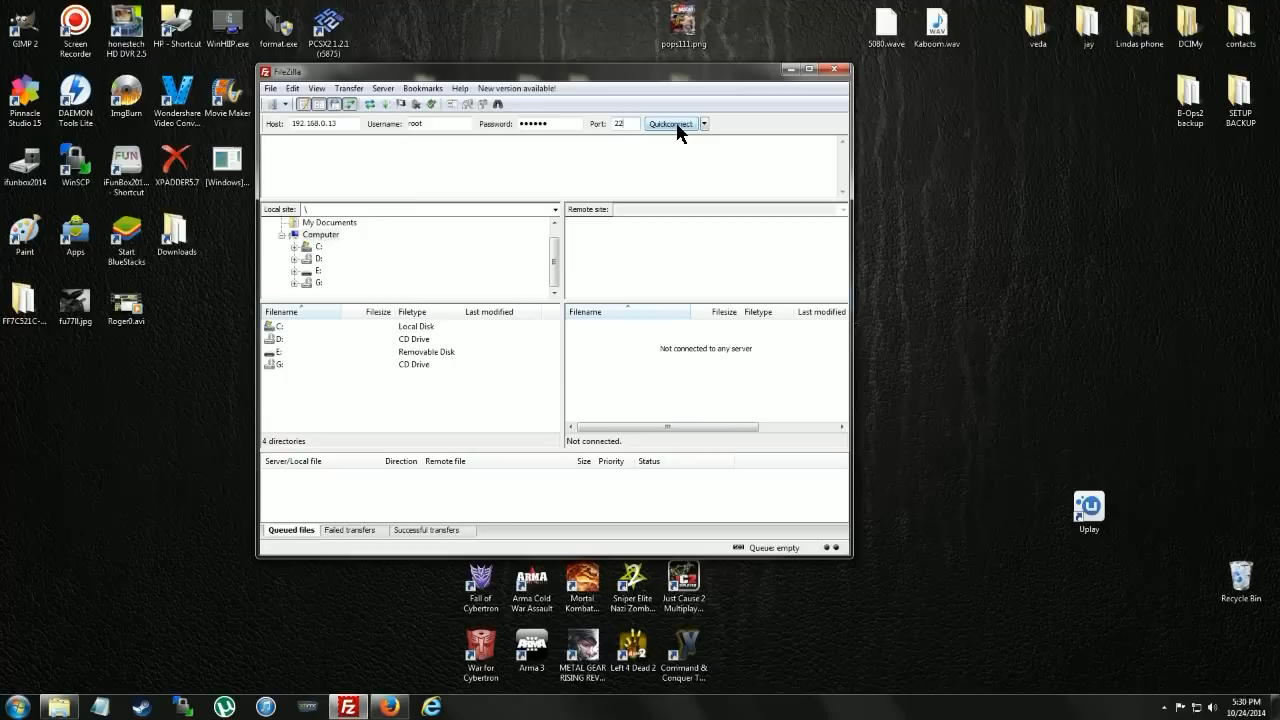 GIMP 2
Screen Recorder
honestech HD DVR 2.5
HP - Shortcut
WinHIIP.exe
format.exe
PCSX2 1.2.1 (r5875)
pops111.png
5080.wave
Kaboom.wav
veda
jay
Lindas phone
DCIMy
contacts
Pinnacle Studio 15
DAEMON Tools Lite
ImgBurn
Wondershare Video Conv...
Movie Maker
B-Ops2 backup
SETUP BACKUP
ifunbox2014
WinSCP
iFunBox201... - Shortcut
XPADDER5.7
[Windows]...
Paint
Apps
Start BlueStacks
Downloads
FF7C521C-...
fu77ll.jpg
Roger0.avi
FileZilla
File Edit View Transfer Server Bookmarks Help New version available!
Host: 192.168.0.13 Username: root Password: •••••• Port: 22 Quickconnect
Local site: \
Remote site:
My Documents
Computer
C:
D:
E:
G:
Filename Filesize Filetype Last modified
C: Local Disk
D: CD Drive
E: Removable Disk
G: CD Drive
4 directories
Filename Filesize Filetype Last modified
Not connected to any server
Not connected.
Server/Local file Direction Remote file Size Priority Status
Queued files Failed transfers Successful transfers
Queue: empty
Uplay
Recycle Bin
Fall of Cybertron
Arma Cold War Assault
Mortal Kombat...
Sniper Elite Nazi Zomb...
Just Cause 2 Multiplay...
War for Cybertron
Arma 3
METAL GEAR RISING REV...
Left 4 Dead 2
Command & Conquer T...
5:30 PM
10/24/2014